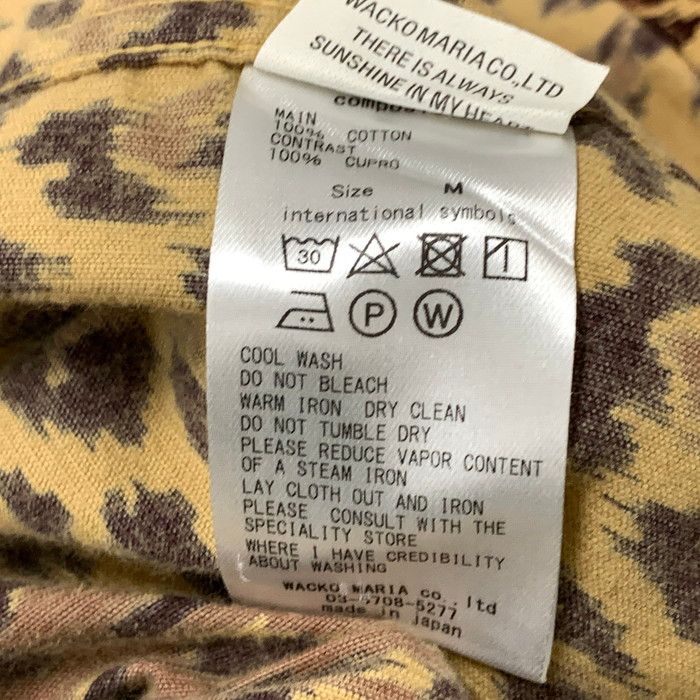 WACKO MARIA CO., LTD
THERE IS ALWAYS
SUNSHINE IN MY HEART
MAIN
100% COTTON
CONTRAST
100% CUPRO
Size M
international symbols
30
P W
COOL WASH
DO NOT BLEACH
WARM IRON DRY CLEAN
DO NOT TUMBLE DRY
PLEASE REDUCE VAPOR CONTENT
OF A STEAM IRON
LAY CLOTH OUT AND IRON
PLEASE CONSULT WITH THE
SPECIALITY STORE
WHERE I HAVE CREDIBILITY
ABOUT WASHING
WACKO MARIA co., ltd
03-5708-5277
made in japan